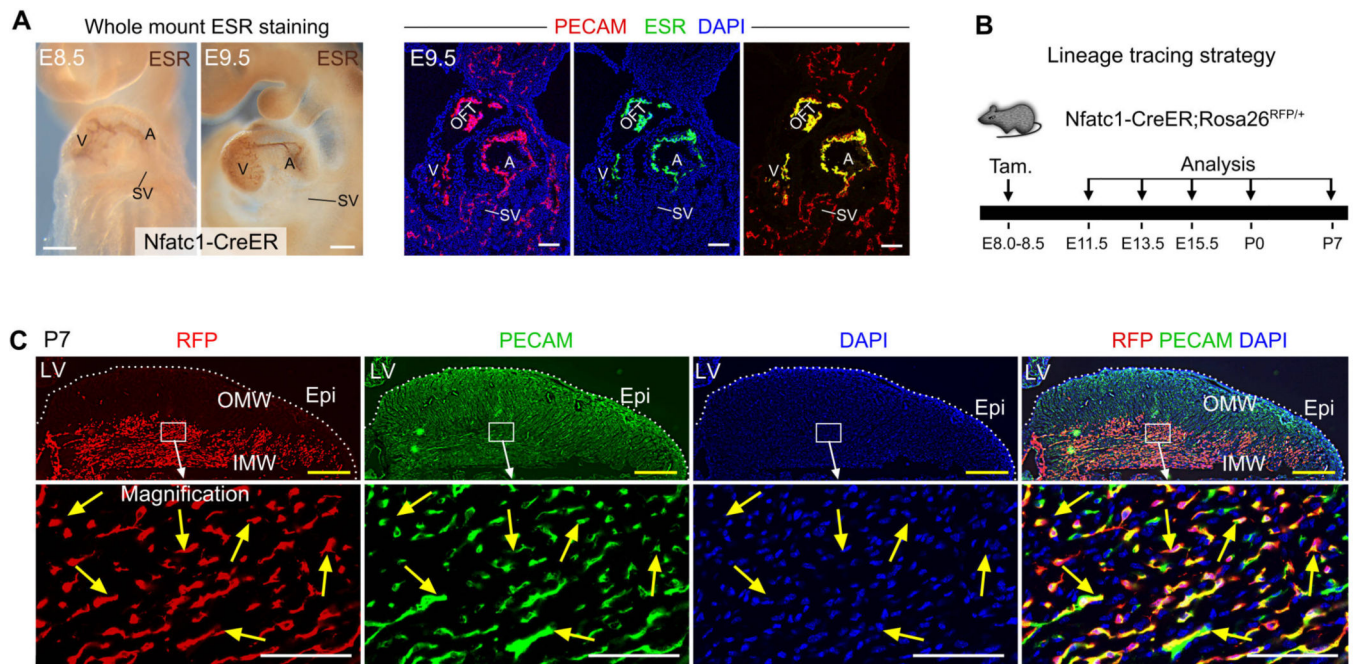 A
Whole mount ESR staining
E8.5
ESR
V
A
SV
E9.5
ESR
V
A
SV
Nfatc1-CreER
PECAM ESR DAPI
E9.5
OFT
V
A
SV
OFT
V
A
SV
OFT
V
A
SV
B
Lineage tracing strategy
Nfatc1-CreER;Rosa26RFP/+
Tam.
Analysis
E8.0-8.5 E11.5 E13.5 E15.5 P0 P7
C
P7
RFP
PECAM
DAPI
RFP PECAM DAPI
LV
OMW
Epi
IMW
LV
Epi
LV
Epi
LV
OMW
Epi
IMW
Magnification